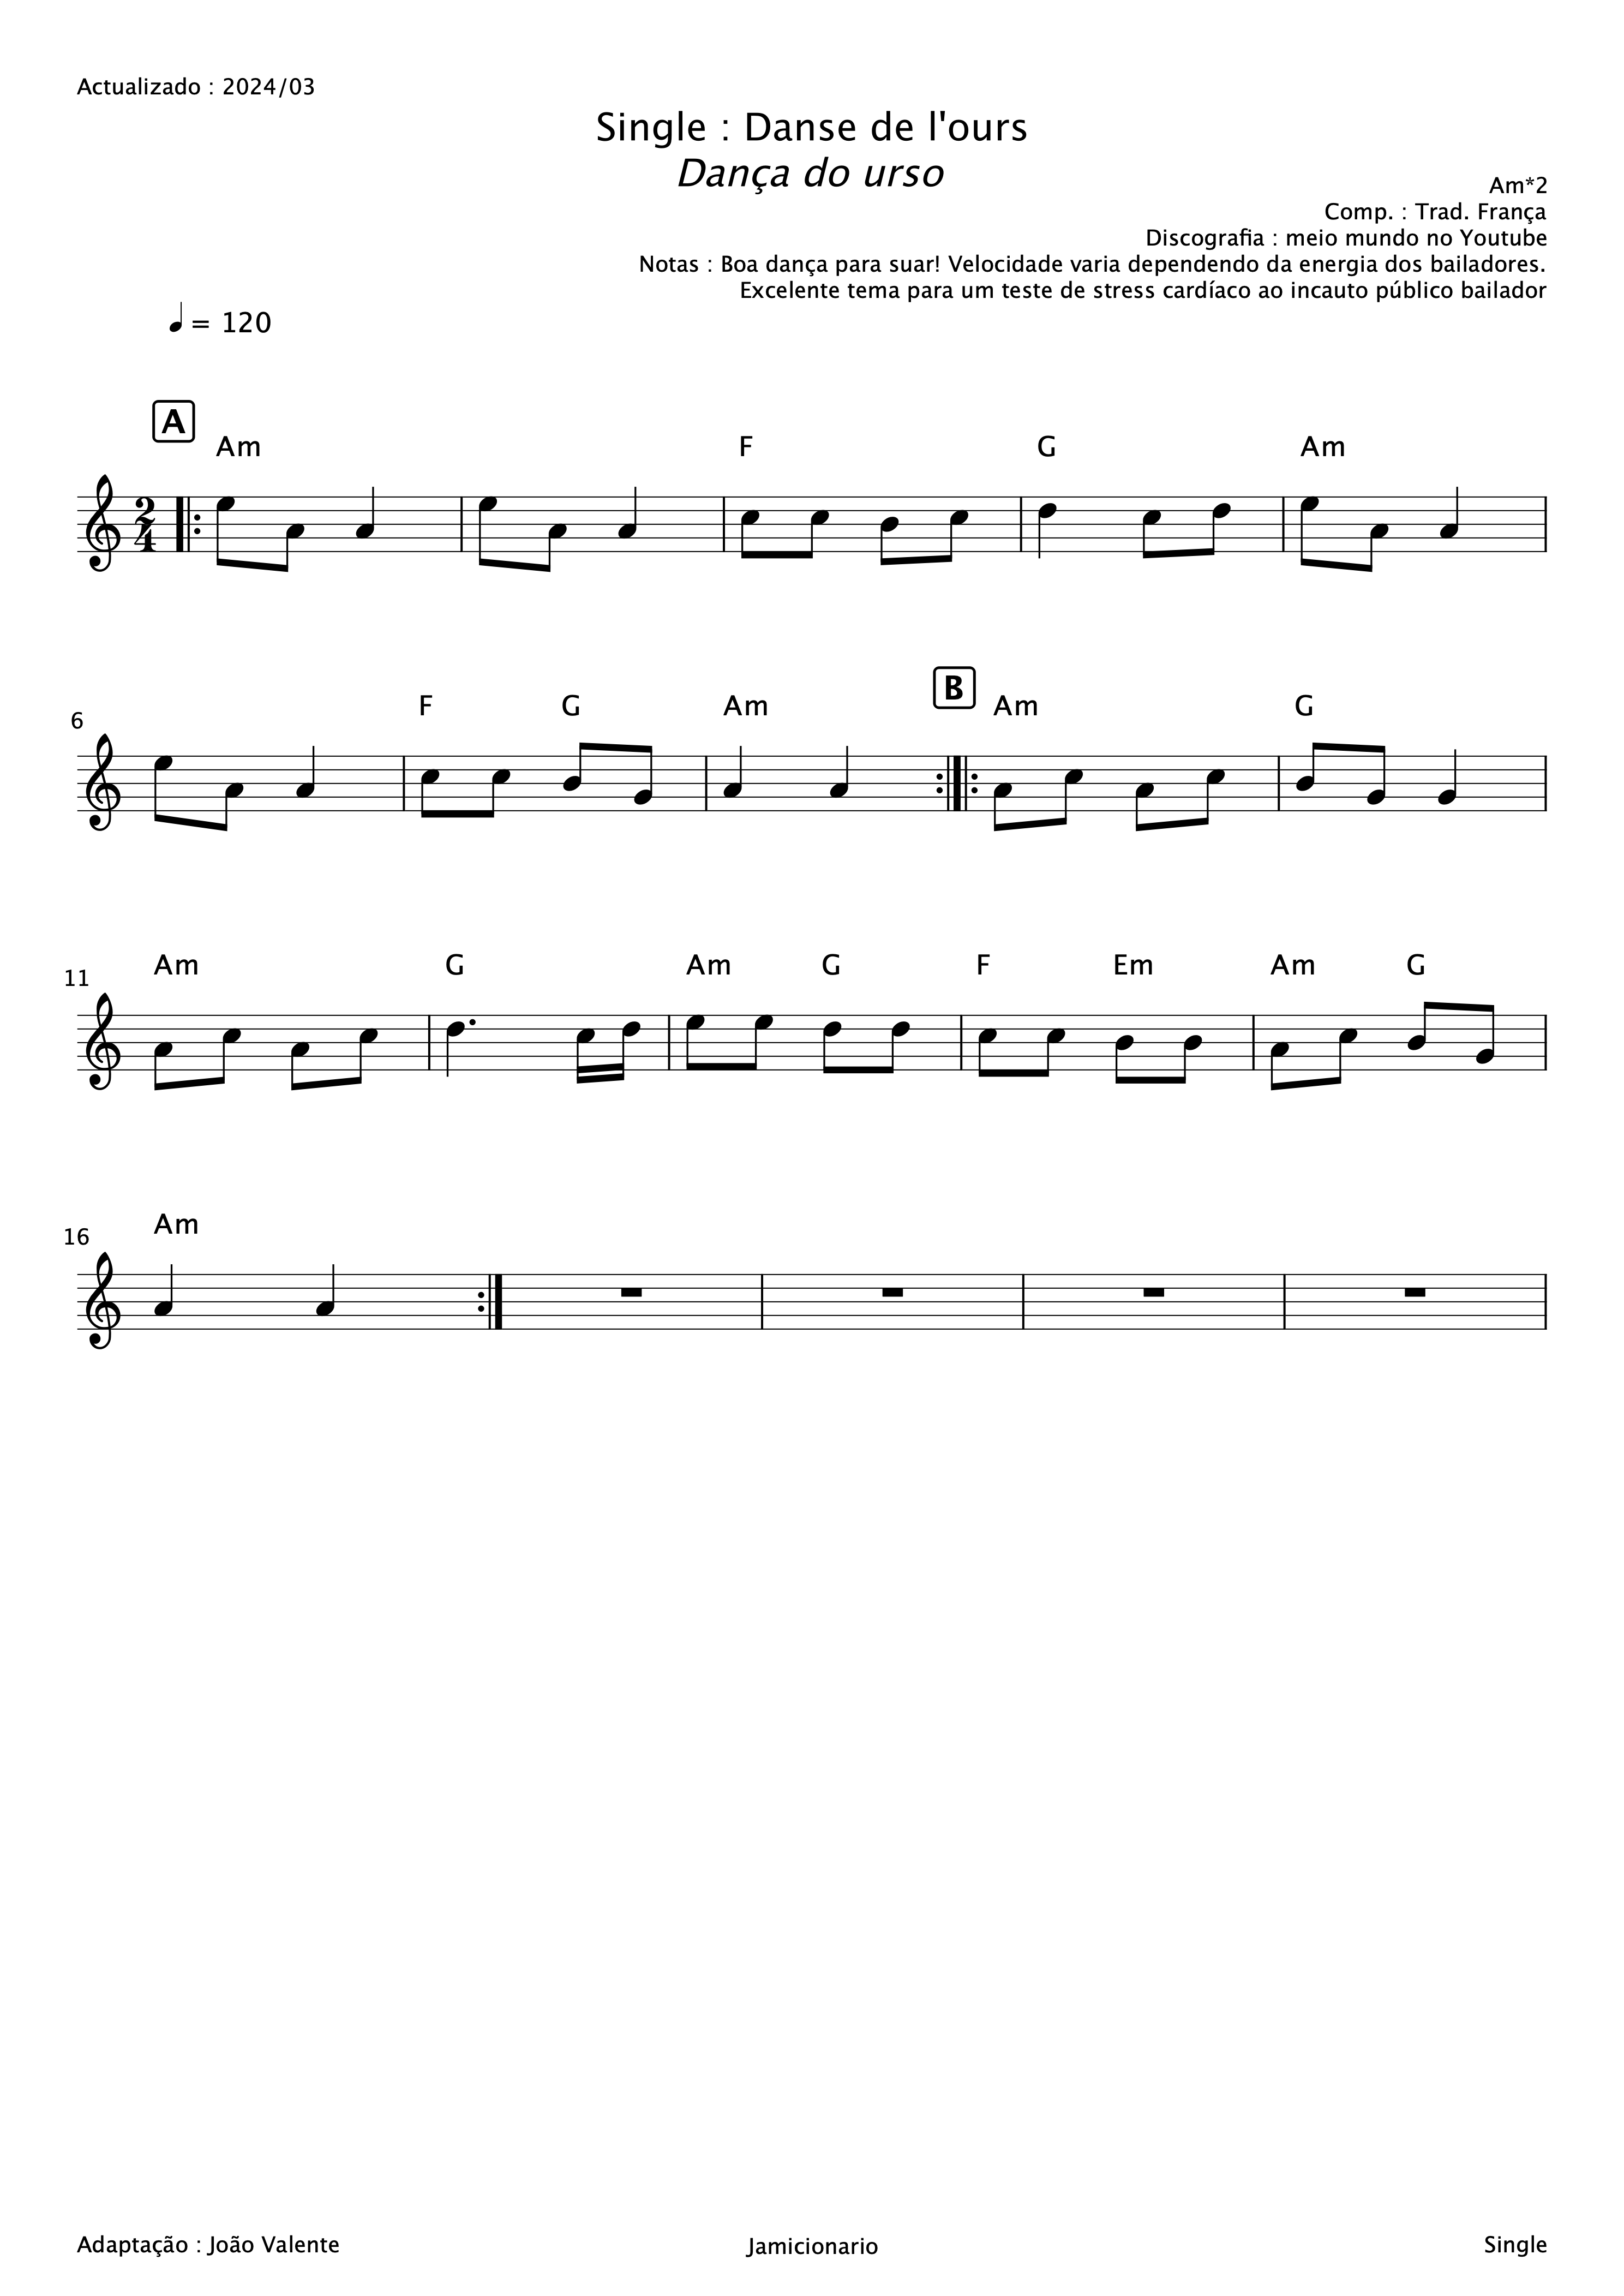 Actualizado : 2024/03
Single : Danse de l'ours
Dança do urso
Am*2
Comp. : Trad. França
Discografia : meio mundo no Youtube
Notas : Boa dança para suar! Velocidade varia dependendo da energia dos bailadores.
Excelente tema para um teste de stress cardíaco ao incauto público bailador
= 120
A
Am F G Am
2
4
B
6 F G Am Am G
11 Am G Am G F Em Am G
16 Am
Adaptação : João Valente Jamicionario Single